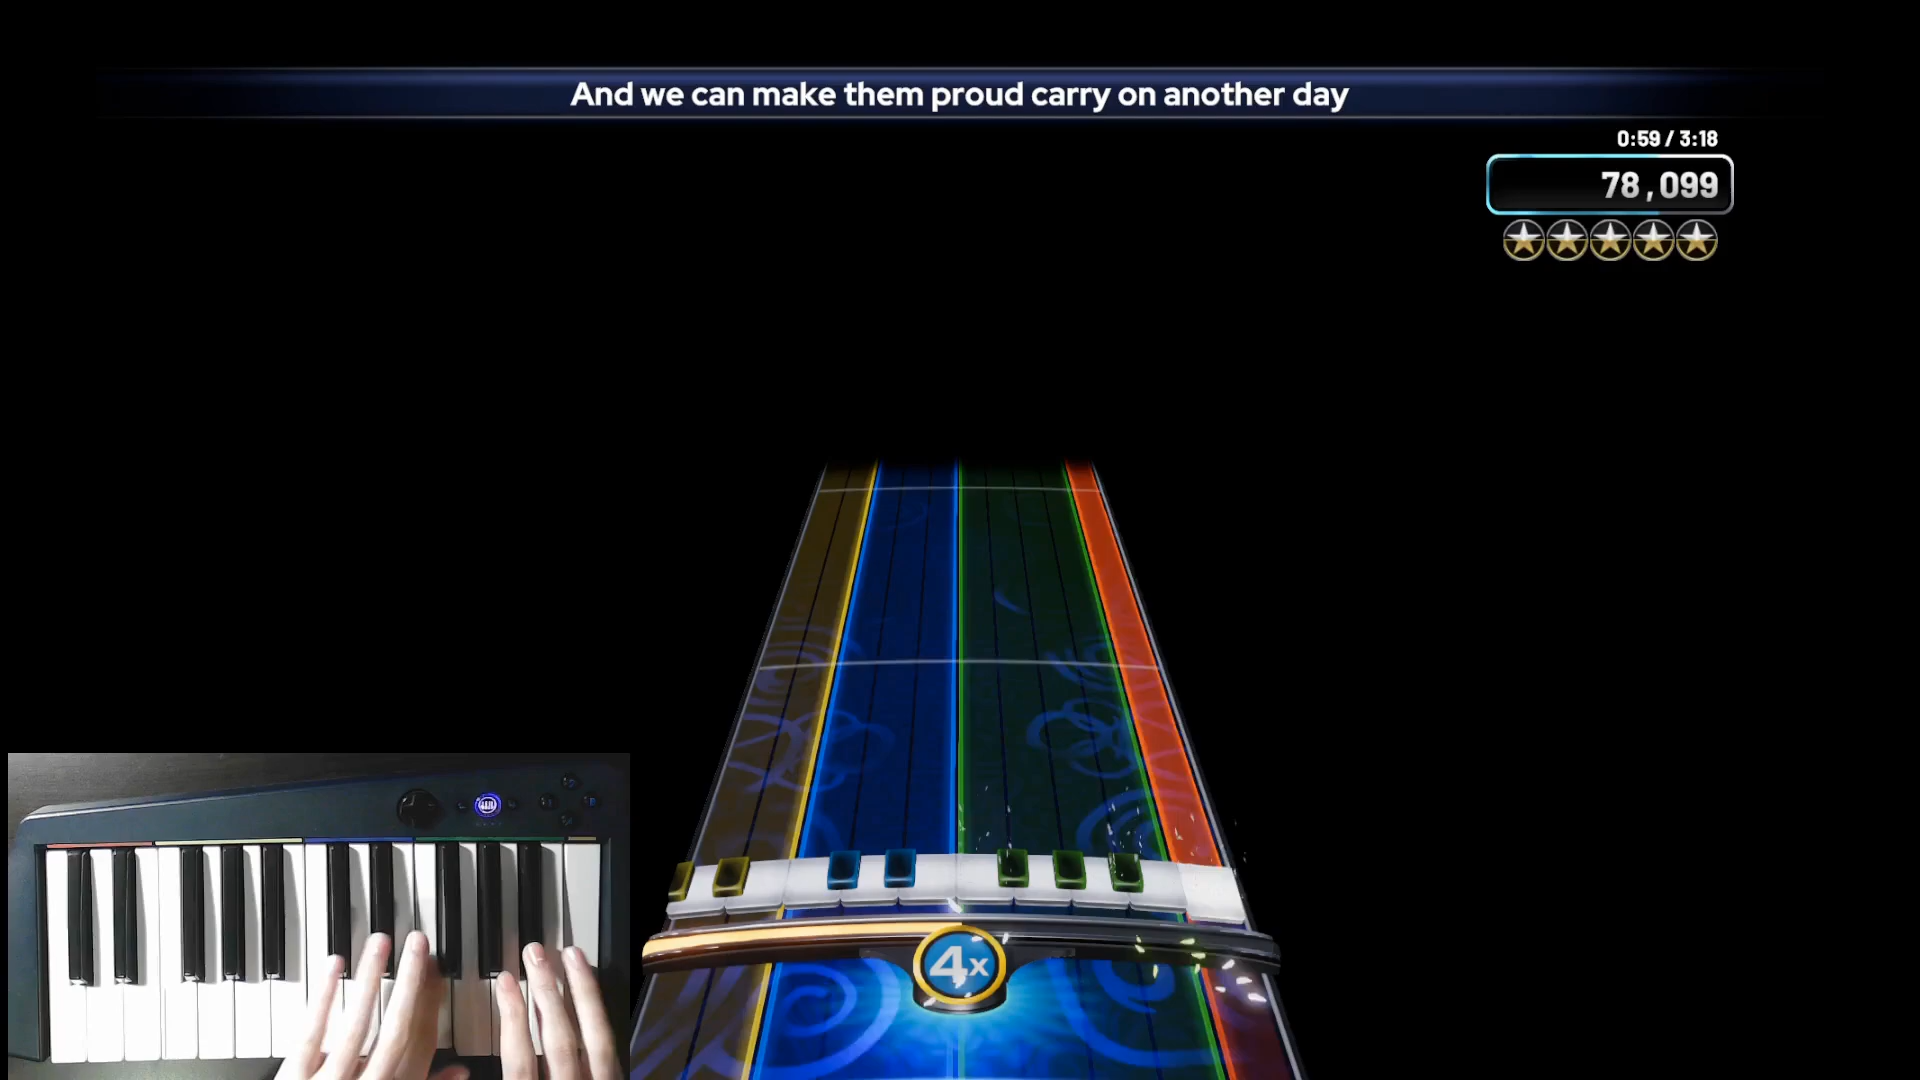 And we can make them proud carry on another day
0:59 / 3:18
78,099
4x